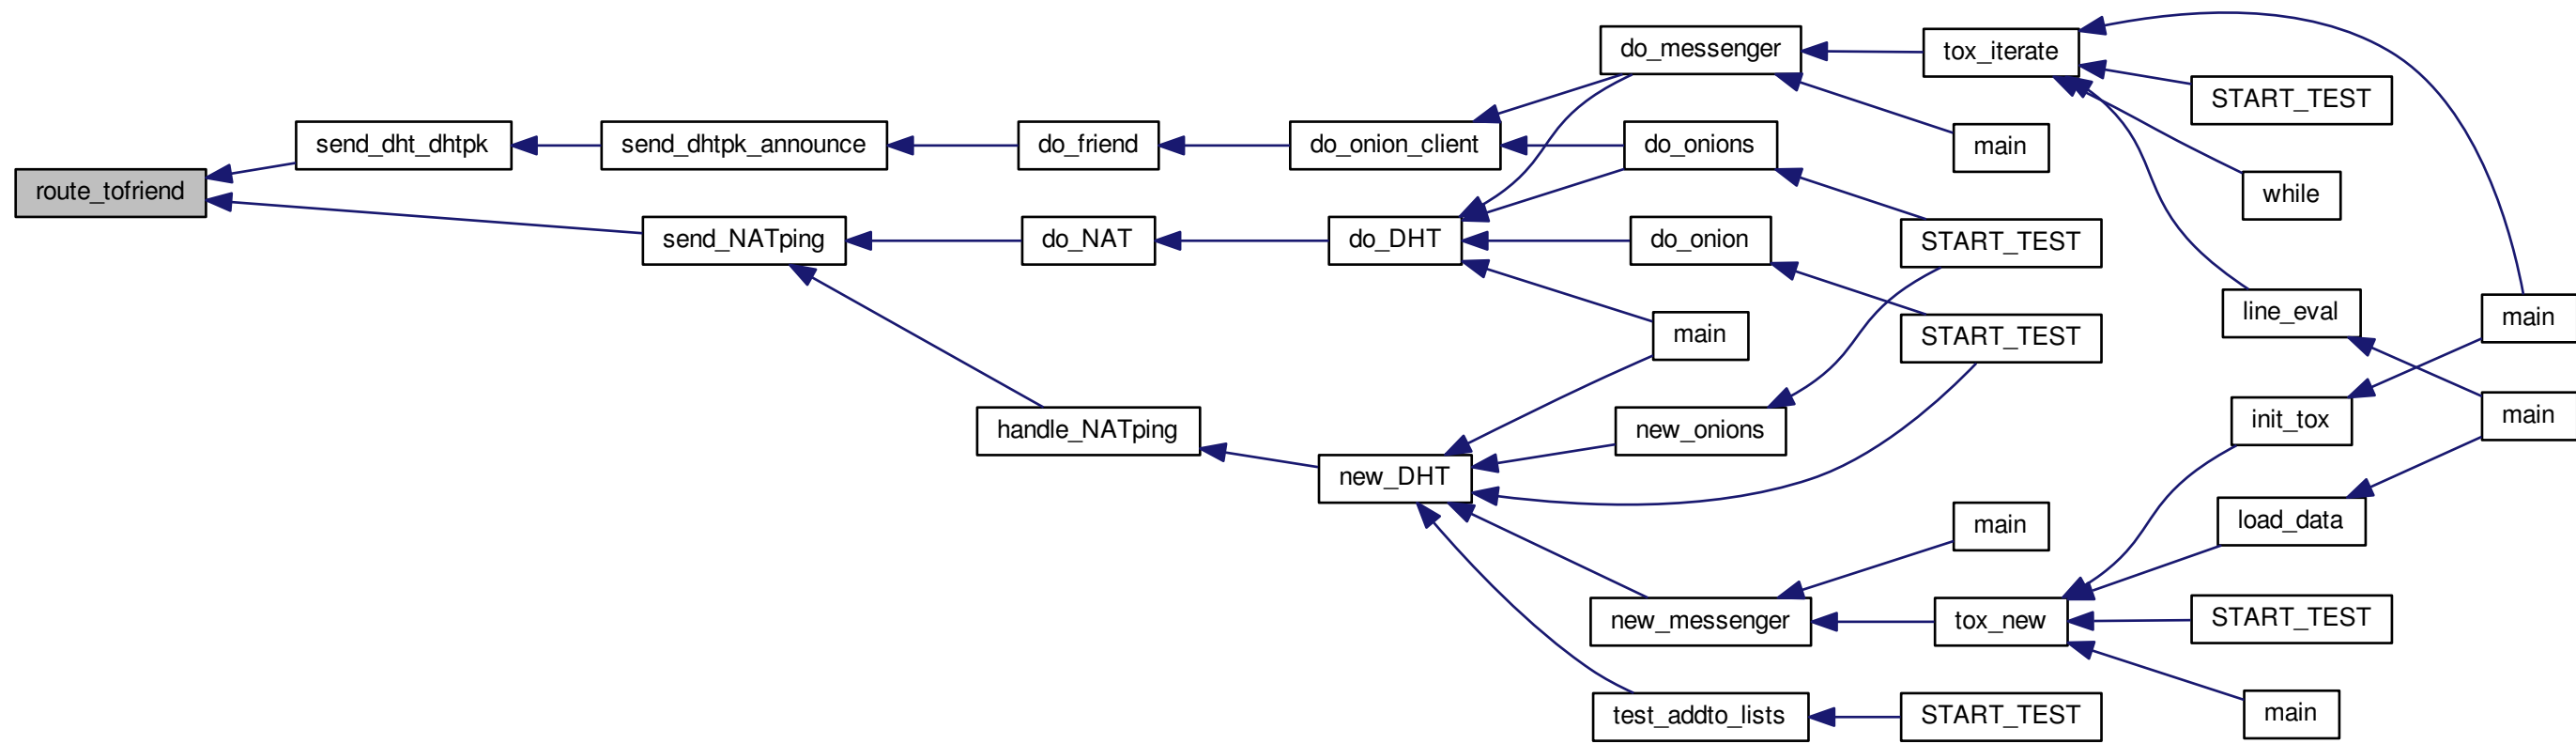 route_tofriend
send_dht_dhtpk
send_dhtpk_announce
do_friend
do_onion_client
do_messenger
tox_iterate
main
START_TEST
while
line_eval
main
main
do_onions
START_TEST
send_NATping
do_NAT
do_DHT
do_onion
START_TEST
main
handle_NATping
new_DHT
new_onions
new_messenger
main
tox_new
init_tox
load_data
START_TEST
main
test_addto_lists
START_TEST